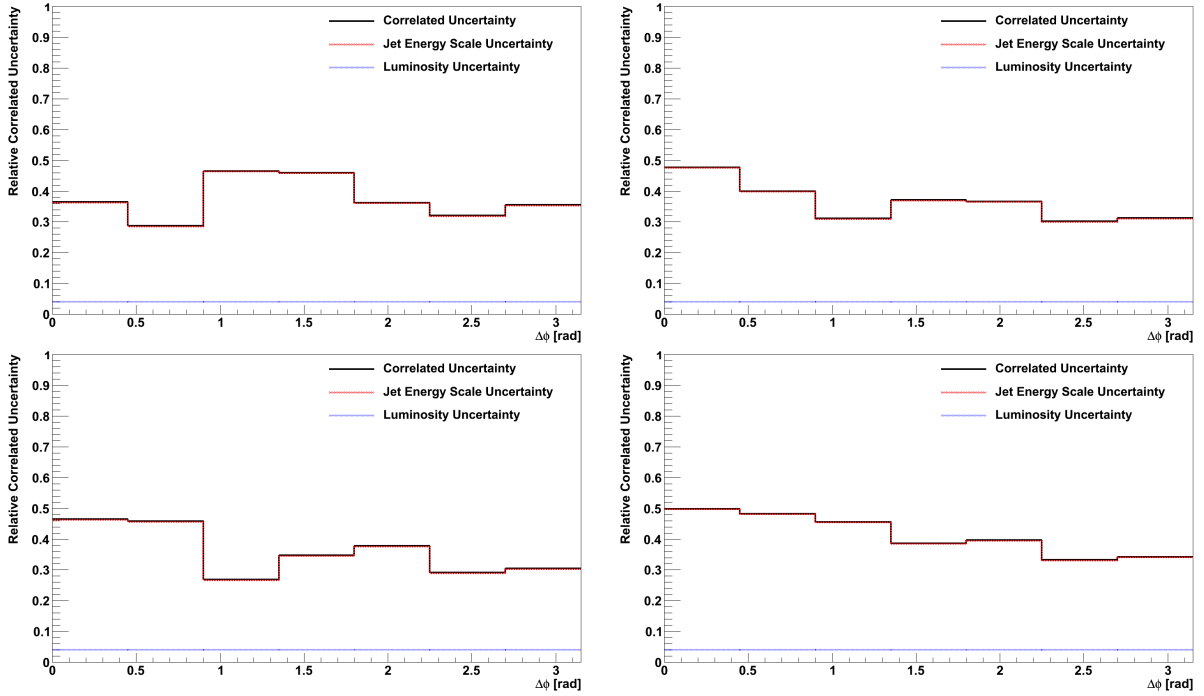 Relative Correlated Uncertainty
1
0.9
0.8
0.7
0.6
0.5
0.4
0.3
0.2
0.1
0
Correlated Uncertainty
Jet Energy Scale Uncertainty
Luminosity Uncertainty
0 0.5 1 1.5 2 2.5 3
Δϕ [rad]
Relative Correlated Uncertainty
1
0.9
0.8
0.7
0.6
0.5
0.4
0.3
0.2
0.1
0
Correlated Uncertainty
Jet Energy Scale Uncertainty
Luminosity Uncertainty
0 0.5 1 1.5 2 2.5 3
Δϕ [rad]
Relative Correlated Uncertainty
1
0.9
0.8
0.7
0.6
0.5
0.4
0.3
0.2
0.1
0
Correlated Uncertainty
Jet Energy Scale Uncertainty
Luminosity Uncertainty
0 0.5 1 1.5 2 2.5 3
Δϕ [rad]
Relative Correlated Uncertainty
1
0.9
0.8
0.7
0.6
0.5
0.4
0.3
0.2
0.1
0
Correlated Uncertainty
Jet Energy Scale Uncertainty
Luminosity Uncertainty
0 0.5 1 1.5 2 2.5 3
Δϕ [rad]